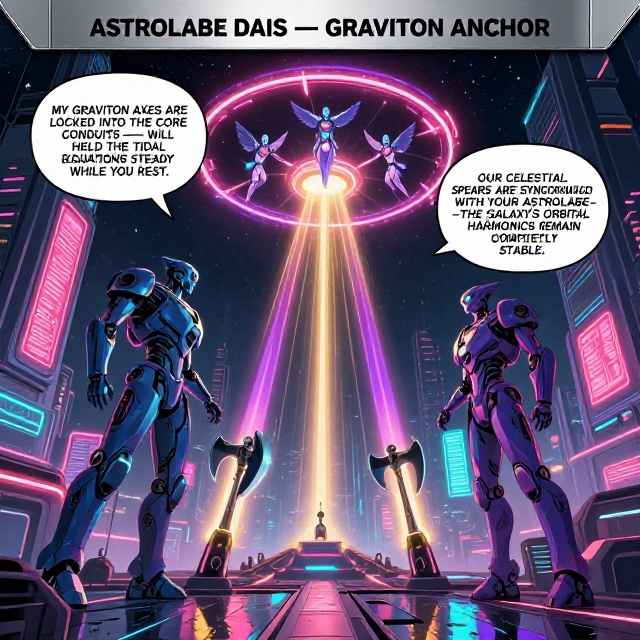 ASTROLABE DAIS — GRAVITON ANCHOR
MY GRAVITON AXES ARE
LOCKED INTO THE CORE
CONDUITS — WILL
HELD THE TIDAL
STEADY
WHILE YOU REST.
OUR CELESTIAL
SPEARS ARE
WITH YOUR ASTROLABE-
-THE GALAXY'S ORBITAL
HARMONICS REMAIN
STABLE.